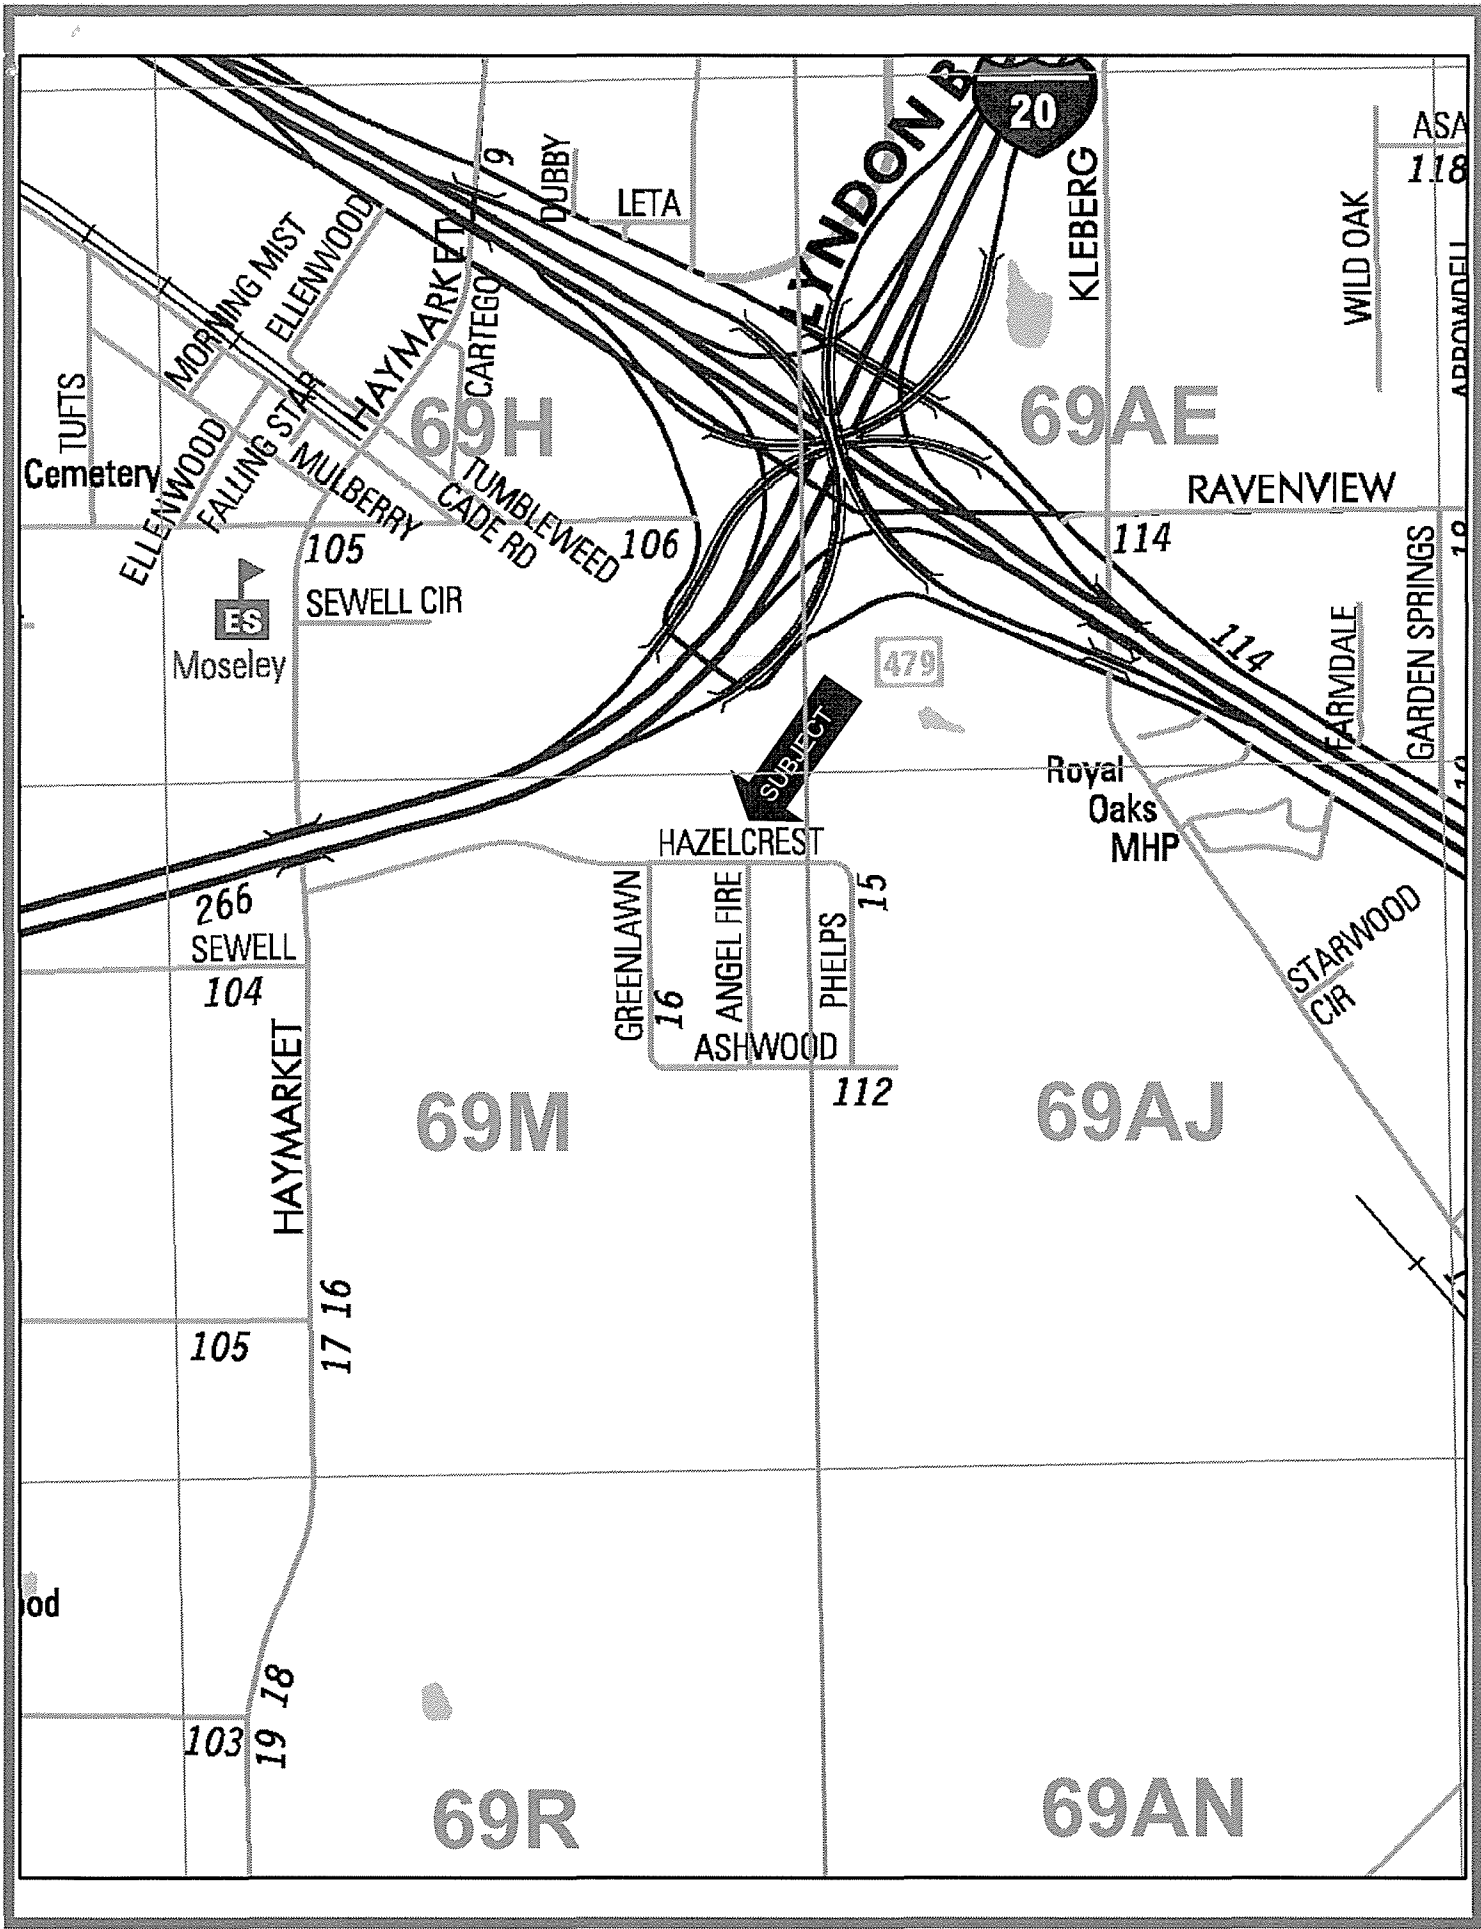 LYNDON B
20
9
DUBBY
LETA
KLEBERG
ASA
118
WILD OAK
MORNING MIST
ELLENWOOD
HAYMARKET
CARTEGO
TUFTS
69H
69AE
Cemetery
ELLENWOOD
FALLING STAR
MULBERRY
TUMBLEWEED
CADE RD
RAVENVIEW
105
106
114
SEWELL CIR
ES
Moseley
479
114
FARMDALE
GARDEN SPRINGS
SUBJECT
Royal
Oaks
MHP
HAZELCREST
266
SEWELL
104
GREENLAWN
16
ANGEL FIRE
PHELPS
15
STARWOOD
CIR
ASHWOOD
112
HAYMARKET
69M
69AJ
16
17
105
18
19
103
69R
69AN